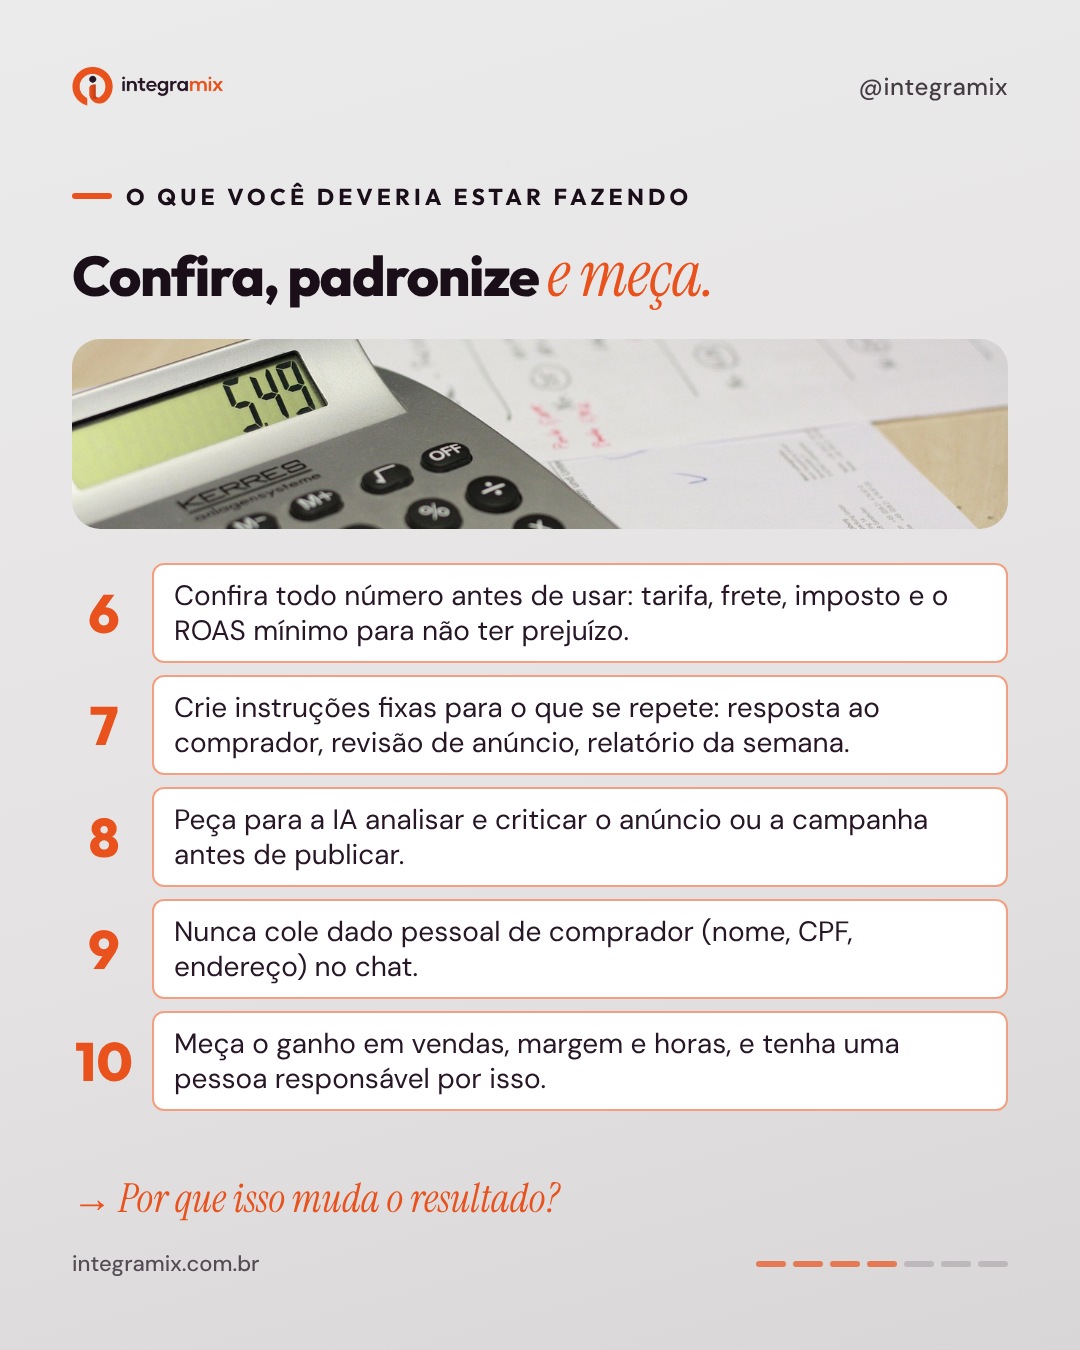 integramix
@integramix
O QUE VOCÊ DEVERIA ESTAR FAZENDO
Confira, padronize e meça.
5.49
KERRES
anlagensysteme
OFF
√
M+
M-
%
÷
x
6
Confira todo número antes de usar: tarifa, frete, imposto e o
ROAS mínimo para não ter prejuízo.
7
Crie instruções fixas para o que se repete: resposta ao
comprador, revisão de anúncio, relatório da semana.
8
Peça para a IA analisar e criticar o anúncio ou a campanha
antes de publicar.
9
Nunca cole dado pessoal de comprador (nome, CPF,
endereço) no chat.
10
Meça o ganho em vendas, margem e horas, e tenha uma
pessoa responsável por isso.
→ Por que isso muda o resultado?
integramix.com.br